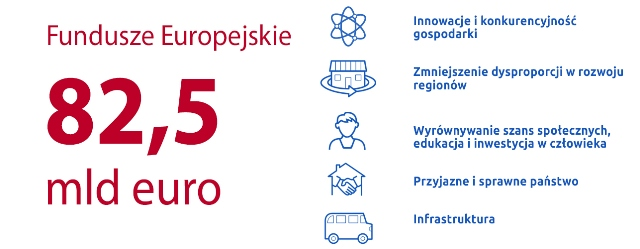 Fundusze Europejskie
82,5
mld euro
Innowacje i konkurencyjność
gospodarki
Zmniejszenie dysproporcji w rozwoju
regionów
Wyrównywanie szans społecznych,
edukacja i inwestycja w człowieka
Przyjazne i sprawne państwo
Infrastruktura